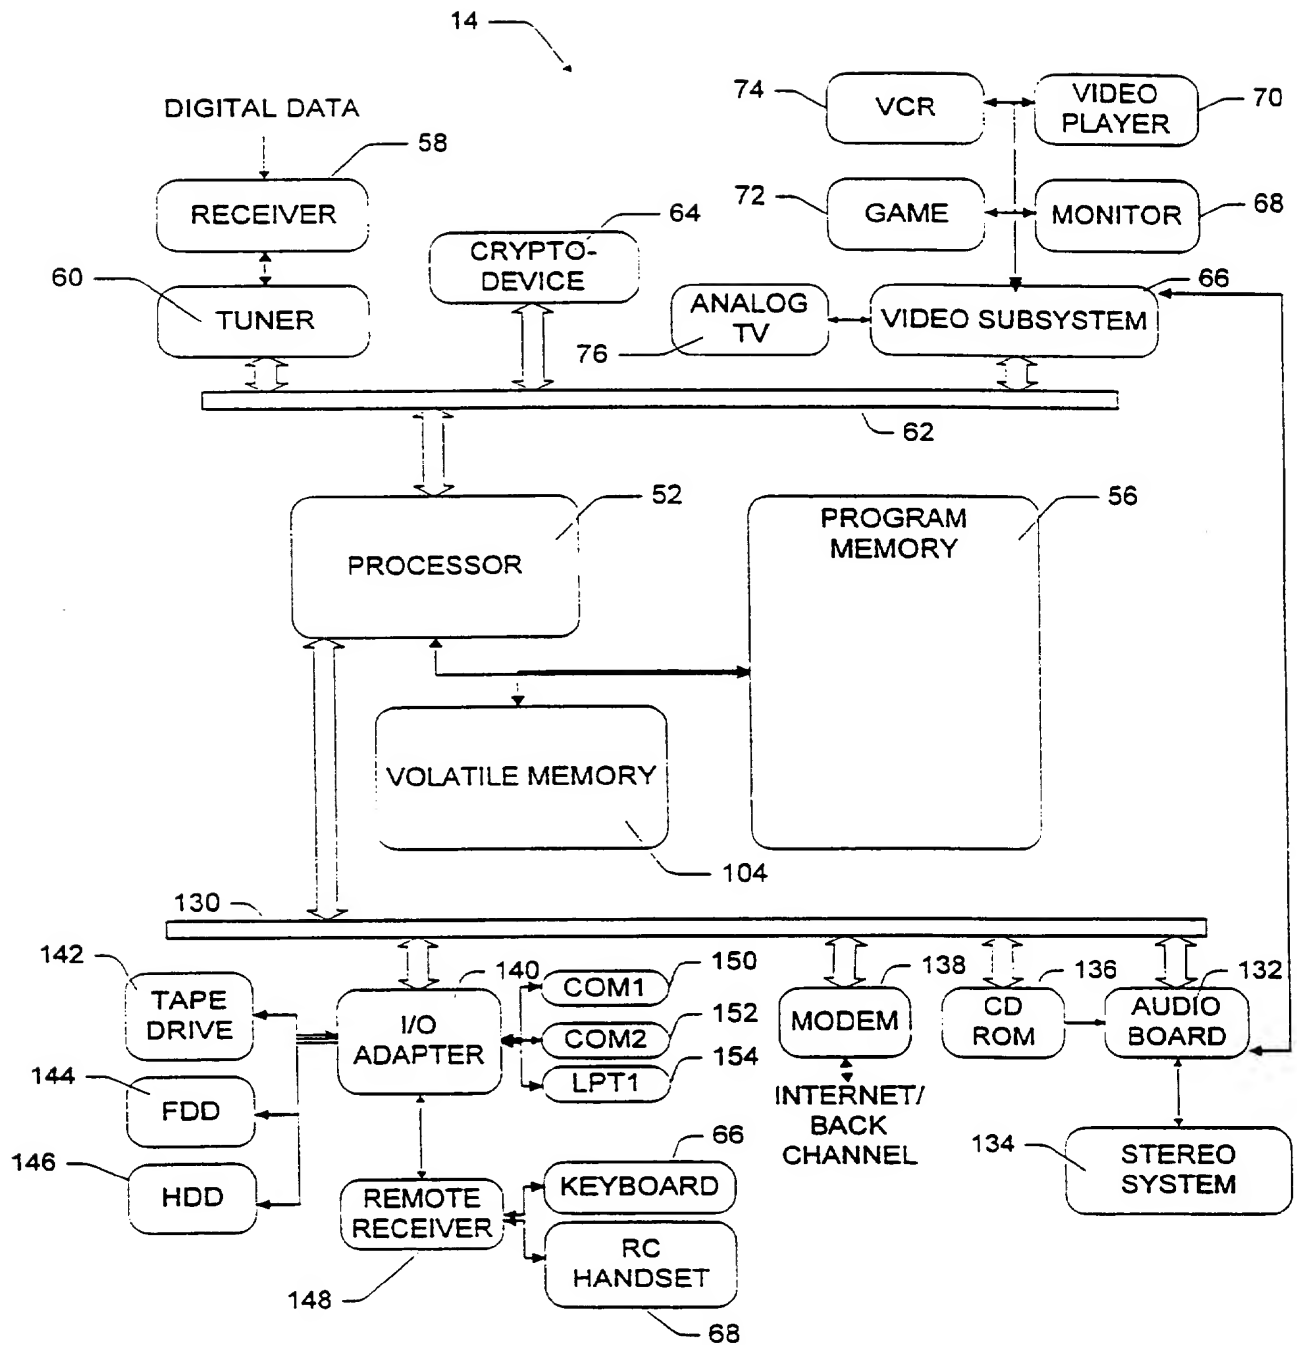 14
74
VCR
VIDEO
PLAYER
70
DIGITAL DATA
58
RECEIVER
72
GAME
MONITOR
68
64
CRYPTO-
DEVICE
60
TUNER
ANALOG
TV
76
66
VIDEO SUBSYSTEM
62
52
PROCESSOR
56
PROGRAM
MEMORY
VOLATILE MEMORY
104
130
142
TAPE
DRIVE
140
I/O
ADAPTER
150
COM1
152
COM2
154
LPT1
138
MODEM
136
CD
ROM
132
AUDIO
BOARD
144
FDD
INTERNET/
BACK
CHANNEL
146
HDD
134
STEREO
SYSTEM
66
KEYBOARD
REMOTE
RECEIVER
148
RC
HANDSET
68